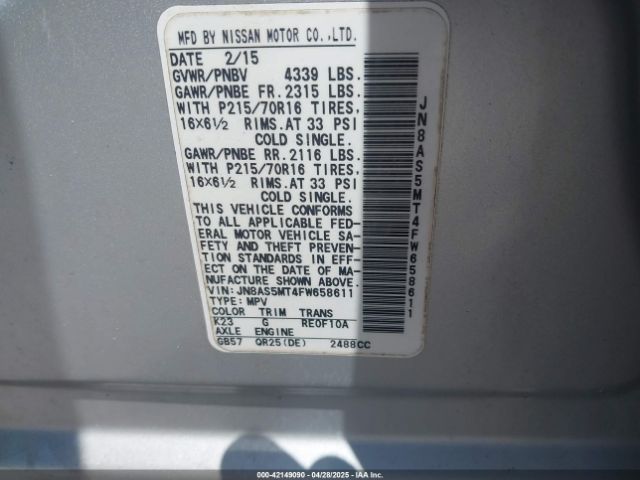 MFD BY NISSAN MOTOR CO.,LTD.
DATE 2/15
GVWR/PNBV 4339 LBS.
GAWR/PNBE FR. 2315 LBS.
WITH P215/70R16 TIRES,
16X6½ RIMS. AT 33 PSI
COLD SINGLE.
GAWR/PNBE RR. 2116 LBS.
WITH P215/70R16 TIRES,
16X6½ RIMS. AT 33 PSI
COLD SINGLE.
THIS VEHICLE CONFORMS
TO ALL APPLICABLE FED-
ERAL MOTOR VEHICLE SA-
FETY AND THEFT PREVEN-
TION STANDARDS IN EFF-
ECT ON THE DATE OF MA-
NUFACTURE SHOWN ABOVE.
VIN: JN8AS5MT4FW658611
TYPE: MPV
COLOR TRIM TRANS
K23 G RE0F10A
AXLE ENGINE
GB57 QR25(DE) 2488CC
JN8AS5MT4FW658611
000-42149090 - 04/28/2025 - IAAI.COM